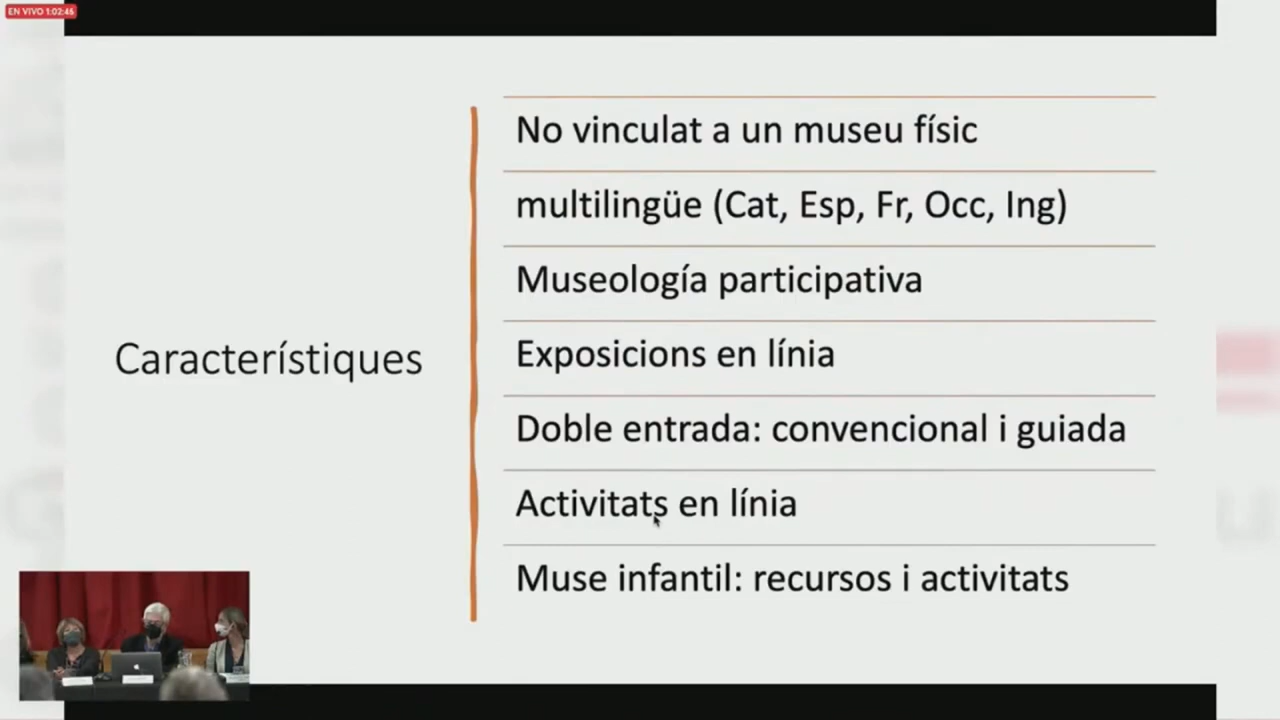 EN VIVO 1:02:46
No vinculat a un museu físic
multilingüe (Cat, Esp, Fr, Occ, Ing)
Museología participativa
Exposicions en línia
Característiques
Doble entrada: convencional i guiada
Activitats en línia
Muse infantil: recursos i activitats